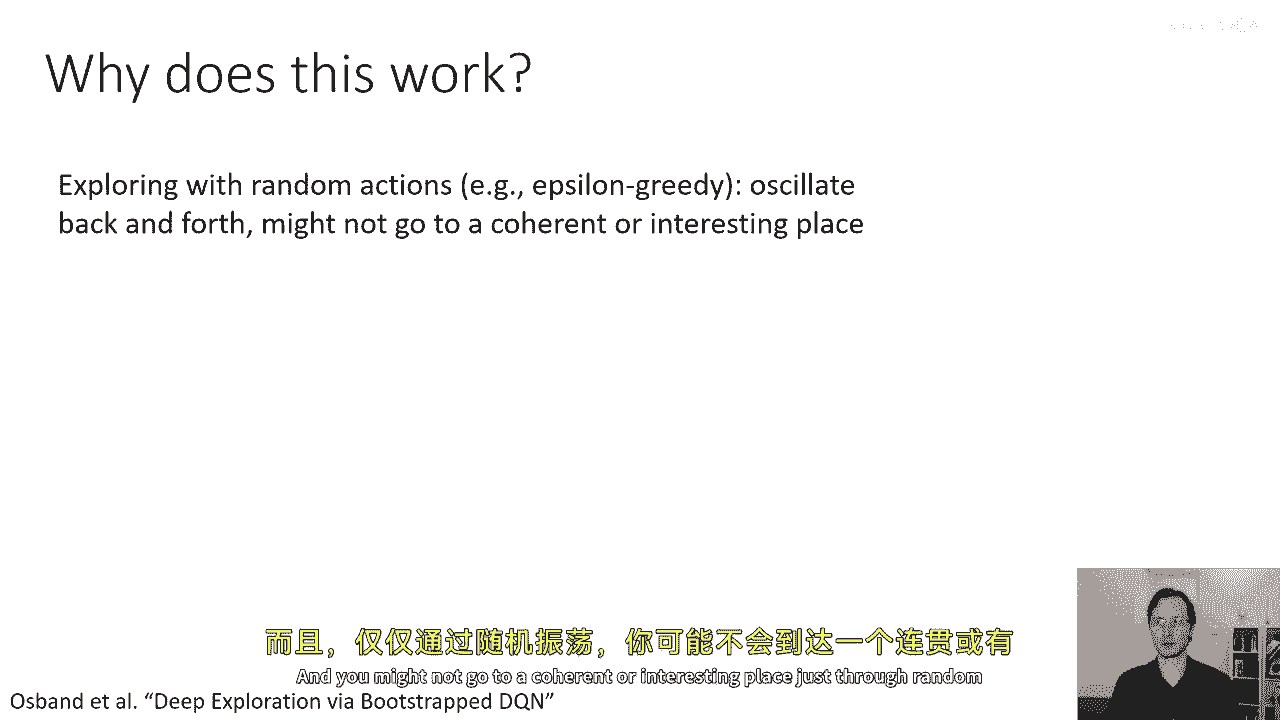 Why does this work?
Exploring with random actions (e.g., epsilon-greedy): oscillate
back and forth, might not go to a coherent or interesting place
而且，仅仅通过随机振荡，你可能不会到达一个连贯或有
And you might not go to a coherent or interesting place just through random
Osband et al. “Deep Exploration via Bootstrapped DQN”